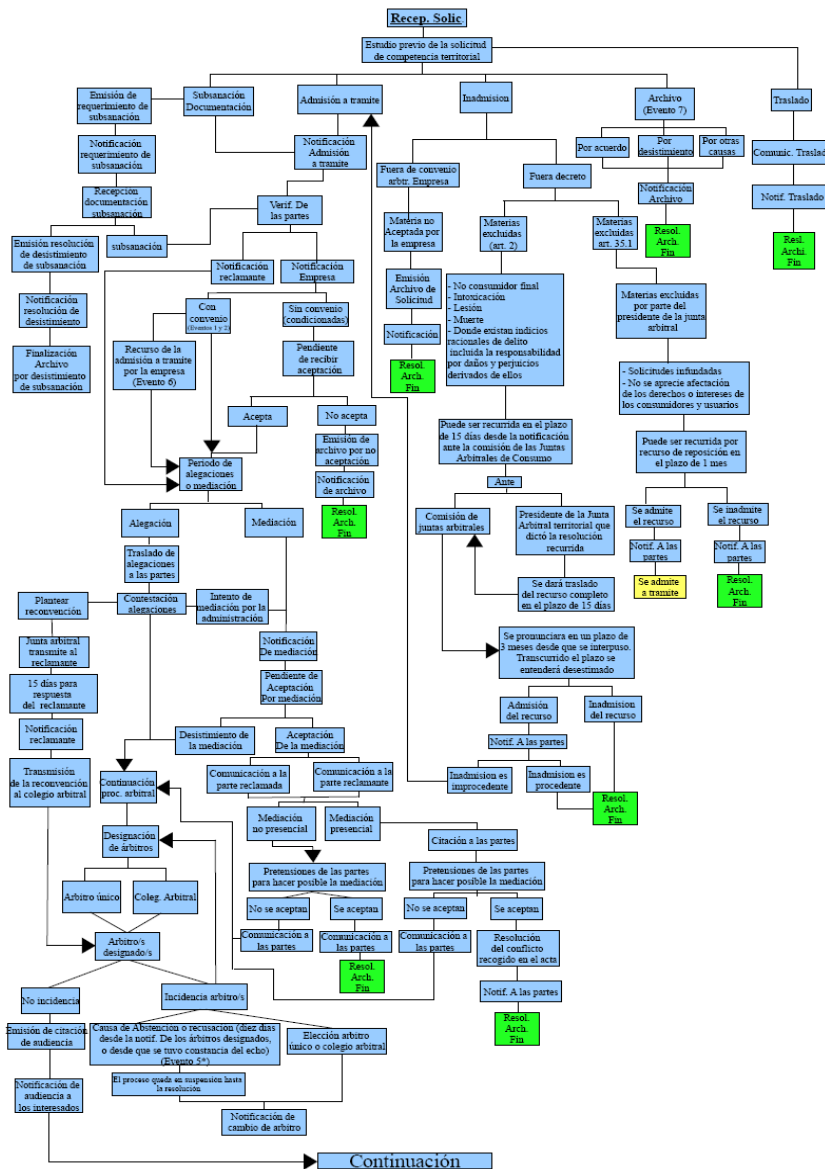 Recep. Solic
Estudio previo de la solicitud
de competencia territorial
Emisión de
requerimiento de
subsanación
Subsanación
Documentación
Admisión a tramite
Inadmision
Archivo
(Evento 7)
Traslado
Notificación
requerimiento de
subsanación
Notificación
Admisión
a tramite
Por acuerdo
Por
desistimiento
Por otras
causas
Comunic. Traslad
Recepción
documentación
subsanación
Fuera de convenio
arbtr. Empresa
Fuera decreto
Notificación
Archivo
Notif. Traslado
Verif. De
las partes
Materia no
Aceptada por
la empresa
Materias
excluidas
(art. 2)
Materias
excluidas
art. 35.1
Resol.
Arch.
Fin
Resl.
Archi.
Fin
Emisión resolución
de desistimiento
de subsanación
subsanación
Notificación
reclamante
Notificación
Empresa
Emisión
Archivo de
Solicitud
- No consumidor final
- Intoxicación
- Lesión
- Muerte
- Donde existan indicios
racionales de delito
incluida la responsabilidad
por daños y perjuicios
derivados de ellos
Materias excluidas
por parte del
presidente de la junta
arbitral
Notificación
resolución de
desistimiento
Con
convenio
(Eventos 1 y 2)
Sin convenio
(condicionadas)
Notificación
Finalización
Archivo
por desistimiento
de subsanación
Recurso de la
admisión a tramite
por la empresa
(Evento 6)
Pendiente
de recibir
aceptación
Resol.
Arch.
Fin
- Solicitudes infundadas
- No se aprecie afectación
de los derechos o intereses de
los consumidores y usuarios
Acepta
No acepta
Puede ser recurrida en el plazo
de 15 días desde la notificación
ante la comisión de las Juntas
Arbitrales de Consumo
Puede ser recurrida por
recurso de reposición en
el plazo de 1 mes
Emisión de
archivo por no
aceptación
Periodo de
alegaciones
o mediación
Notificación
de archivo
Ante
Alegación
Mediación
Resol.
Arch.
Fin
Comisión de
juntas arbitrales
Presidente de la Junta
Arbitral territorial que
dictó la resolución
recurrida
Se admite
el recurso
Se inadmite
el recurso
Traslado de
alegaciones
a las partes
Notif. A las
partes
Notif. A las
partes
Plantear
reconvención
Contestación
alegaciones
Intento de
mediación por la
administración
Se dará traslado
del recurso completo
en el plazo de 15 días
Se admite
a tramite
Resol.
Arch.
Fin
Junta arbitral
transmite al
reclamante
Notificación
De mediación
Se pronunciara en un plazo de
3 meses desde que se interpuso.
Transcurrido el plazo se
entenderá desestimado
15 días para
respuesta
del reclamante
Pendiente de
Aceptación
Por mediación
Admisión
del recurso
Inadmision
del recurso
Notificación
reclamante
Desistimiento de
la mediación
Aceptación
De la mediación
Notif. A las partes
Transmisión
de la reconvención
al colegio arbitral
Continuación
proc. arbitral
Comunicación a la
parte reclamada
Comunicación a la
parte reclamante
Inadmision es
improcedente
Inadmision es
procedente
Resol.
Arch.
Fin
Mediación
no presencial
Mediación
presencial
Designación
de árbitros
Citación a las partes
Pretensiones de las partes
para hacer posible la mediación
Pretensiones de las partes
para hacer posible la mediación
Arbitro único
Coleg. Arbitral
No se aceptan
Se
aceptan
No se aceptan
Se
aceptan
Arbitro/s
designado/s
Comunicación a
las partes
Comunicación a
las partes
Comunicación a
las partes
Resolución
del conflicto
recogido en el acta
Resol.
Arch.
Fin
No incidencia
Incidencia arbitro/s
Notif. A las partes
Emisión de citación
de audiencia
Causa de Abstención o recusación (diez días
desde la notif. De los árbitros designados,
o desde que se tuvo constancia del echo)
(Evento 5*)
Elección arbitro
único o colegio arbitral
Resol.
Arch.
Fin
Notificación de
audiencia a
los interesados
El proceso queda en suspensión hasta
la resolución
Notificación de
cambio de arbitro
Continuación